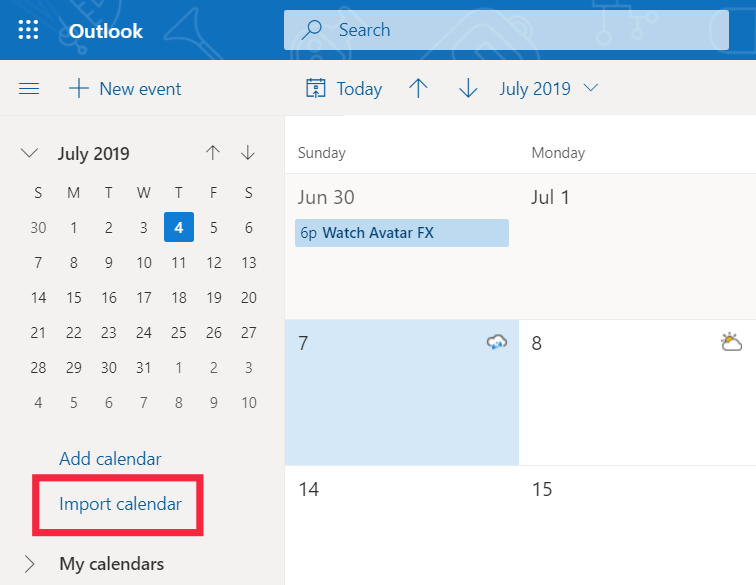 Outlook
Search
New event
Today
July 2019
July 2019
S M T W T F S
30 1 2 3 4 5 6
7 8 9 10 11 12 13
14 15 16 17 18 19 20
21 22 23 24 25 26 27
28 29 30 31 1 2 3
4 5 6 7 8 9 10
Add calendar
Import calendar
My calendars
Sunday Monday
Jun 30 Jul 1
6p Watch Avatar FX
7 8
14 15